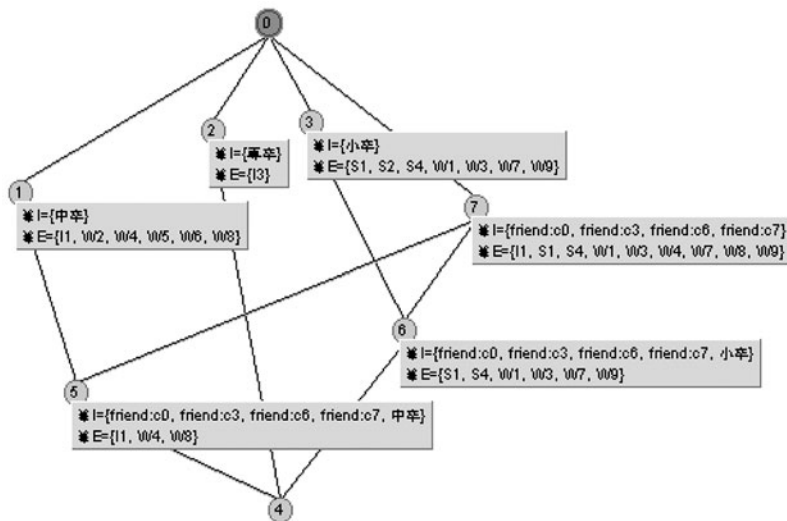 0
3
I={小卒}
E={S1, S2, S4, W1, W3, W7, W9}
2
I={専卒}
E={I3}
1
I={中卒}
E={I1, W2, W4, W5, W6, W8}
7
I={friend:c0, friend:c3, friend:c6, friend:c7}
E={I1, S1, S4, W1, W3, W4, W7, W8, W9}
6
I={friend:c0, friend:c3, friend:c6, friend:c7, 小卒}
E={S1, S4, W1, W3, W7, W9}
5
I={friend:c0, friend:c3, friend:c6, friend:c7, 中卒}
E={I1, W4, W8}
4